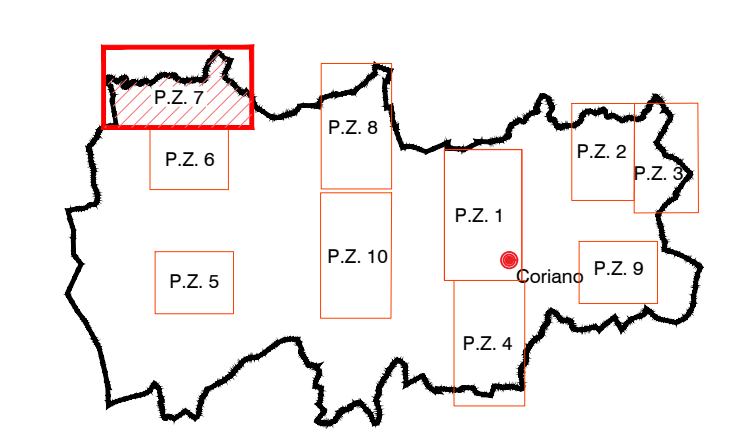 P.Z. 7
P.Z. 8
P.Z. 6
P.Z. 2
P.Z. 3
P.Z. 1
P.Z. 10
P.Z. 5
Coriano
P.Z. 9
P.Z. 4